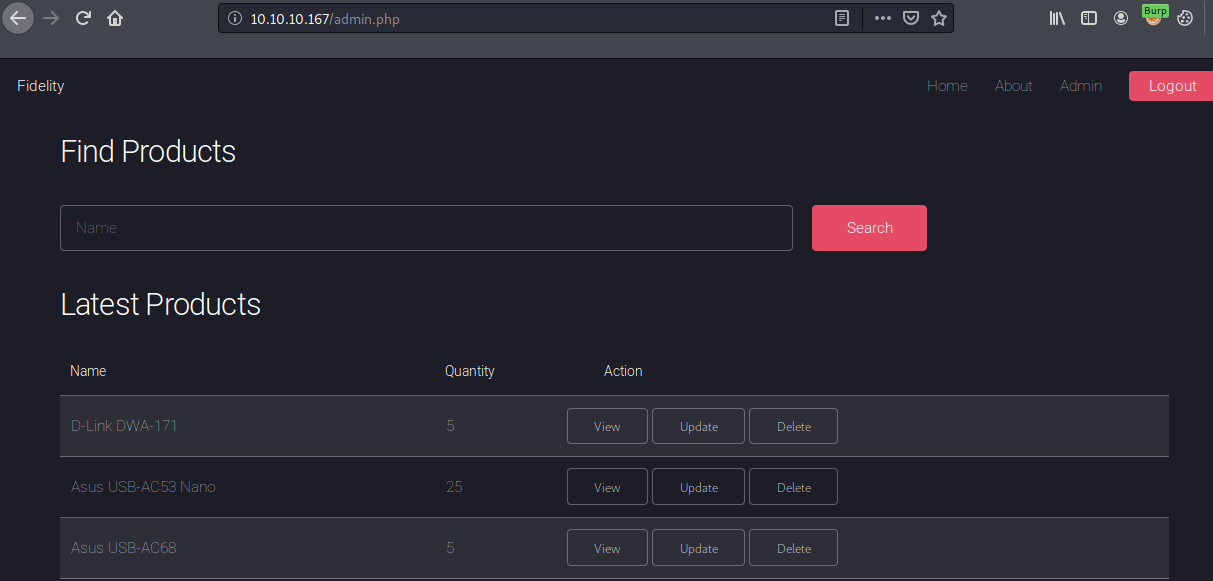 10.10.10.167/admin.php
Burp
Fidelity Home About Admin Logout
Find Products
Name Search
Latest Products
Name Quantity Action
D-Link DWA-171 5 View Update Delete
Asus USB-AC53 Nano 25 View Update Delete
Asus USB-AC68 5 View Update Delete